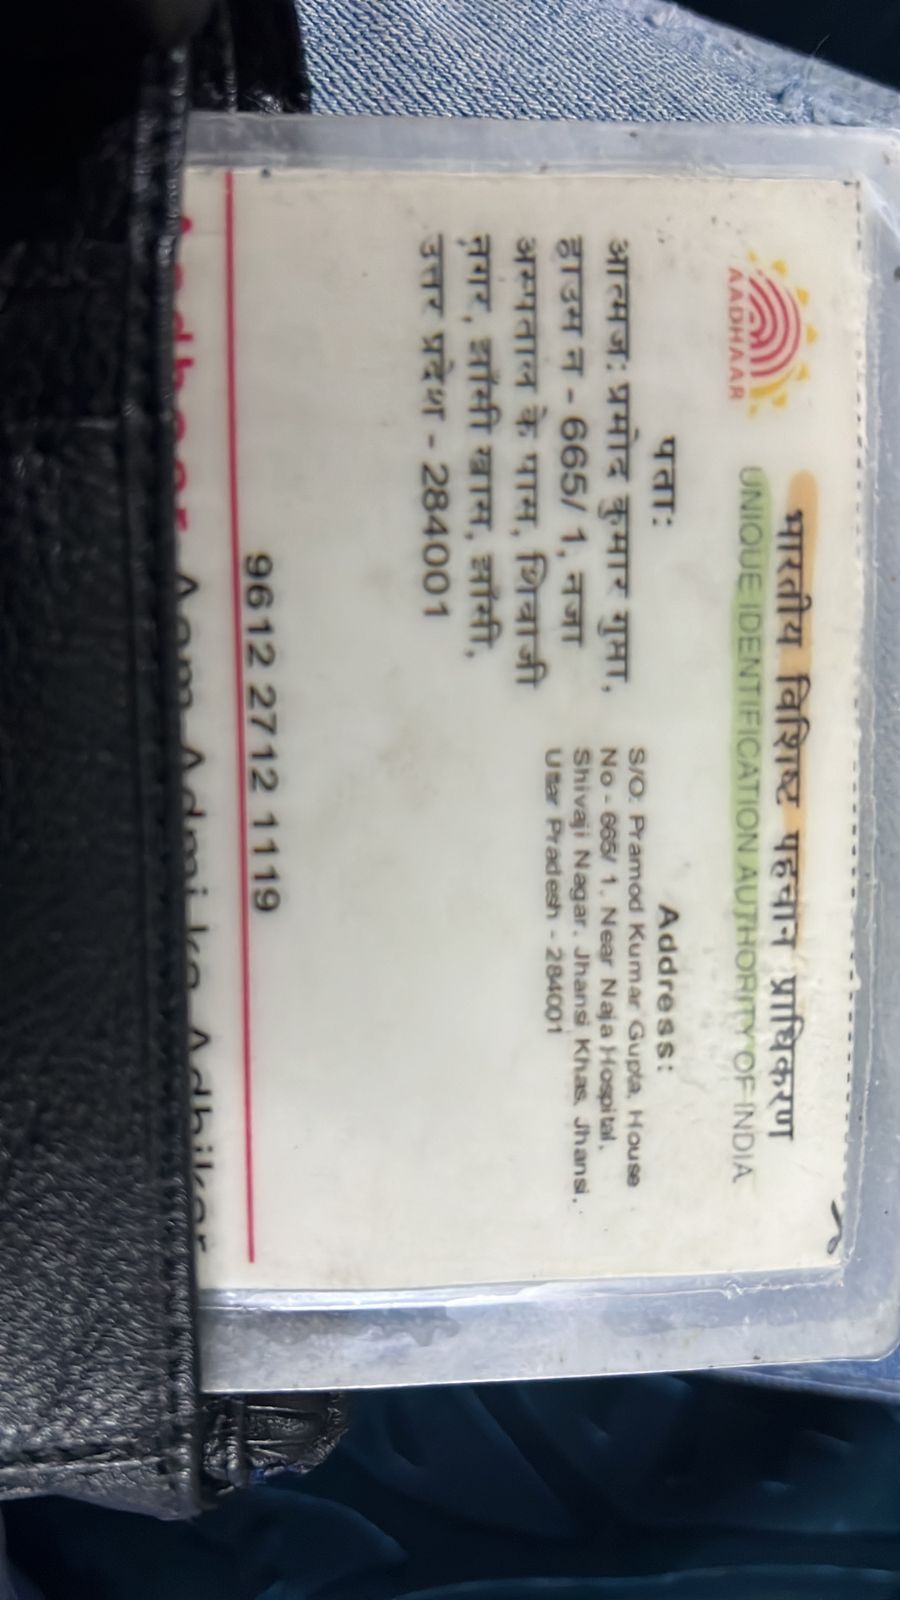 भारतीय विशिष्ट पहचान प्राधिकरण
AADHAAR
UNIQUE IDENTIFICATION AUTHORITY OF INDIA
पता:
आत्मज: प्रमोद कुमार गुप्ता,
हाउस न - 665/ 1, नजा
अस्पताल के पास, शिवाजी
नगर, झाँसी खास, झाँसी,
उत्तर प्रदेश - 284001
Address:
S/O: Pramod Kumar Gupta, House
No - 665/ 1, Near Naja Hospital,
Shivaji Nagar, Jhansi Khas, Jhansi,
Uttar Pradesh - 284001
9612 2712 1119
Aadhaar Aam Admi ka Adhikar